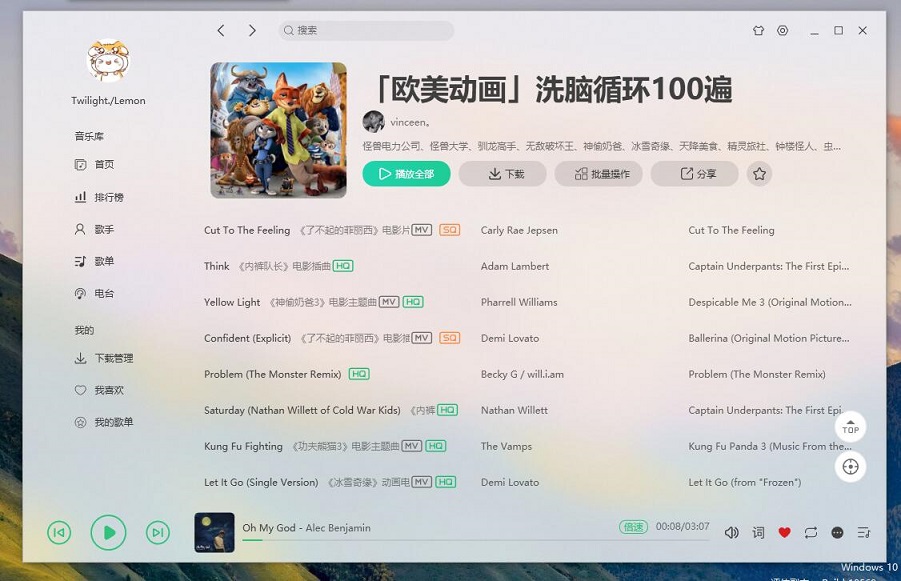 搜索
Twilight./Lemon
音乐库
首页
排行榜
歌手
歌单
电台
我的
下载管理
我喜欢
我的歌单
「欧美动画」洗脑循环100遍
vinceen。
怪兽电力公司、怪兽大学、驯龙高手、无敌破坏王、神偷奶爸、冰雪奇缘、天降美食、精灵旅社、钟楼怪人、虫...
播放全部 下载 批量操作 分享
Cut To The Feeling 《了不起的菲丽西》电影片 MV SQ Carly Rae Jepsen Cut To The Feeling
Think 《内裤队长》电影插曲 HQ Adam Lambert Captain Underpants: The First Epi...
Yellow Light 《神偷奶爸3》电影主题曲 MV HQ Pharrell Williams Despicable Me 3 (Original Motion...
Confident (Explicit) 《了不起的菲丽西》电影插 MV SQ Demi Lovato Ballerina (Original Motion Picture...
Problem (The Monster Remix) HQ Becky G / will.i.am Problem (The Monster Remix)
Saturday (Nathan Willett of Cold War Kids) 《内裤 HQ Nathan Willett Captain Underpants: The First Epi
TOP
Kung Fu Fighting 《功夫熊猫3》电影主题曲 MV HQ The Vamps Kung Fu Panda 3 (Music From the...
Let It Go (Single Version) 《冰雪奇缘》动画电 MV HQ Demi Lovato Let It Go (from "Frozen")
Oh My God - Alec Benjamin 倍速 00:08/03:07 词
Windows 10